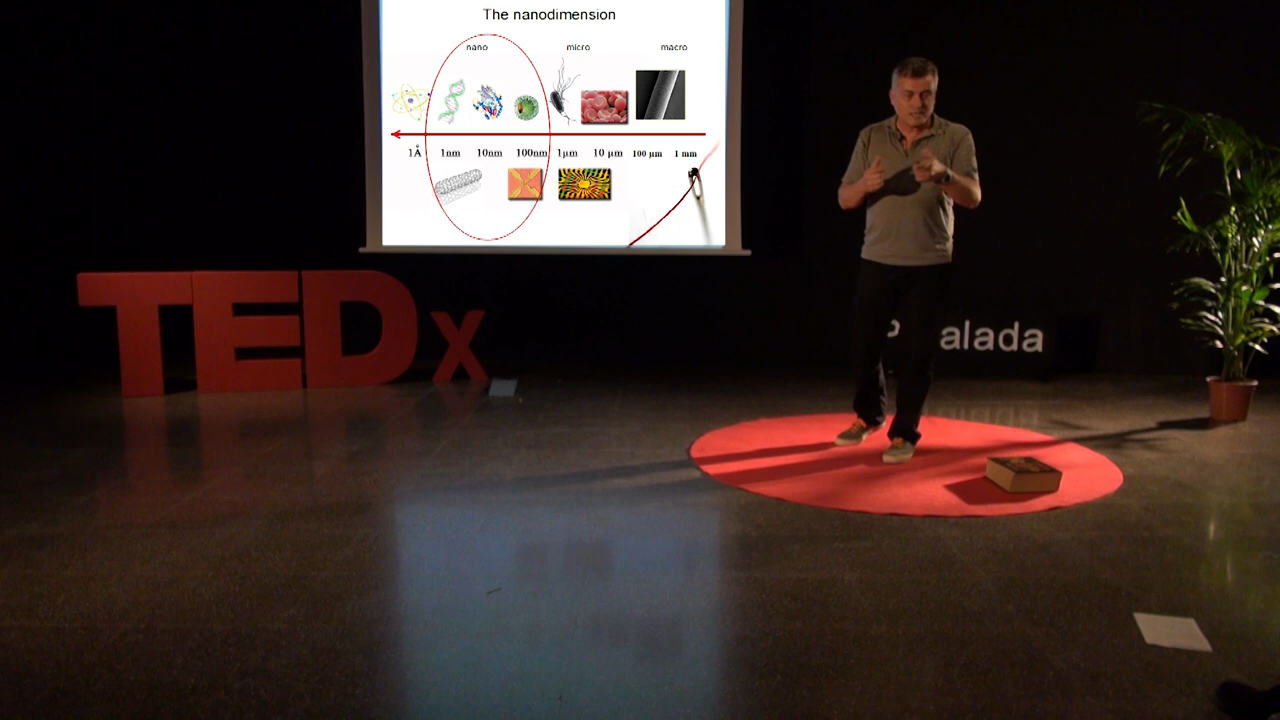 The nanodimension
nano micro macro
1Å 1nm 10nm 100nm 1µm 10 µm 100 µm 1 mm
TEDx
P alada